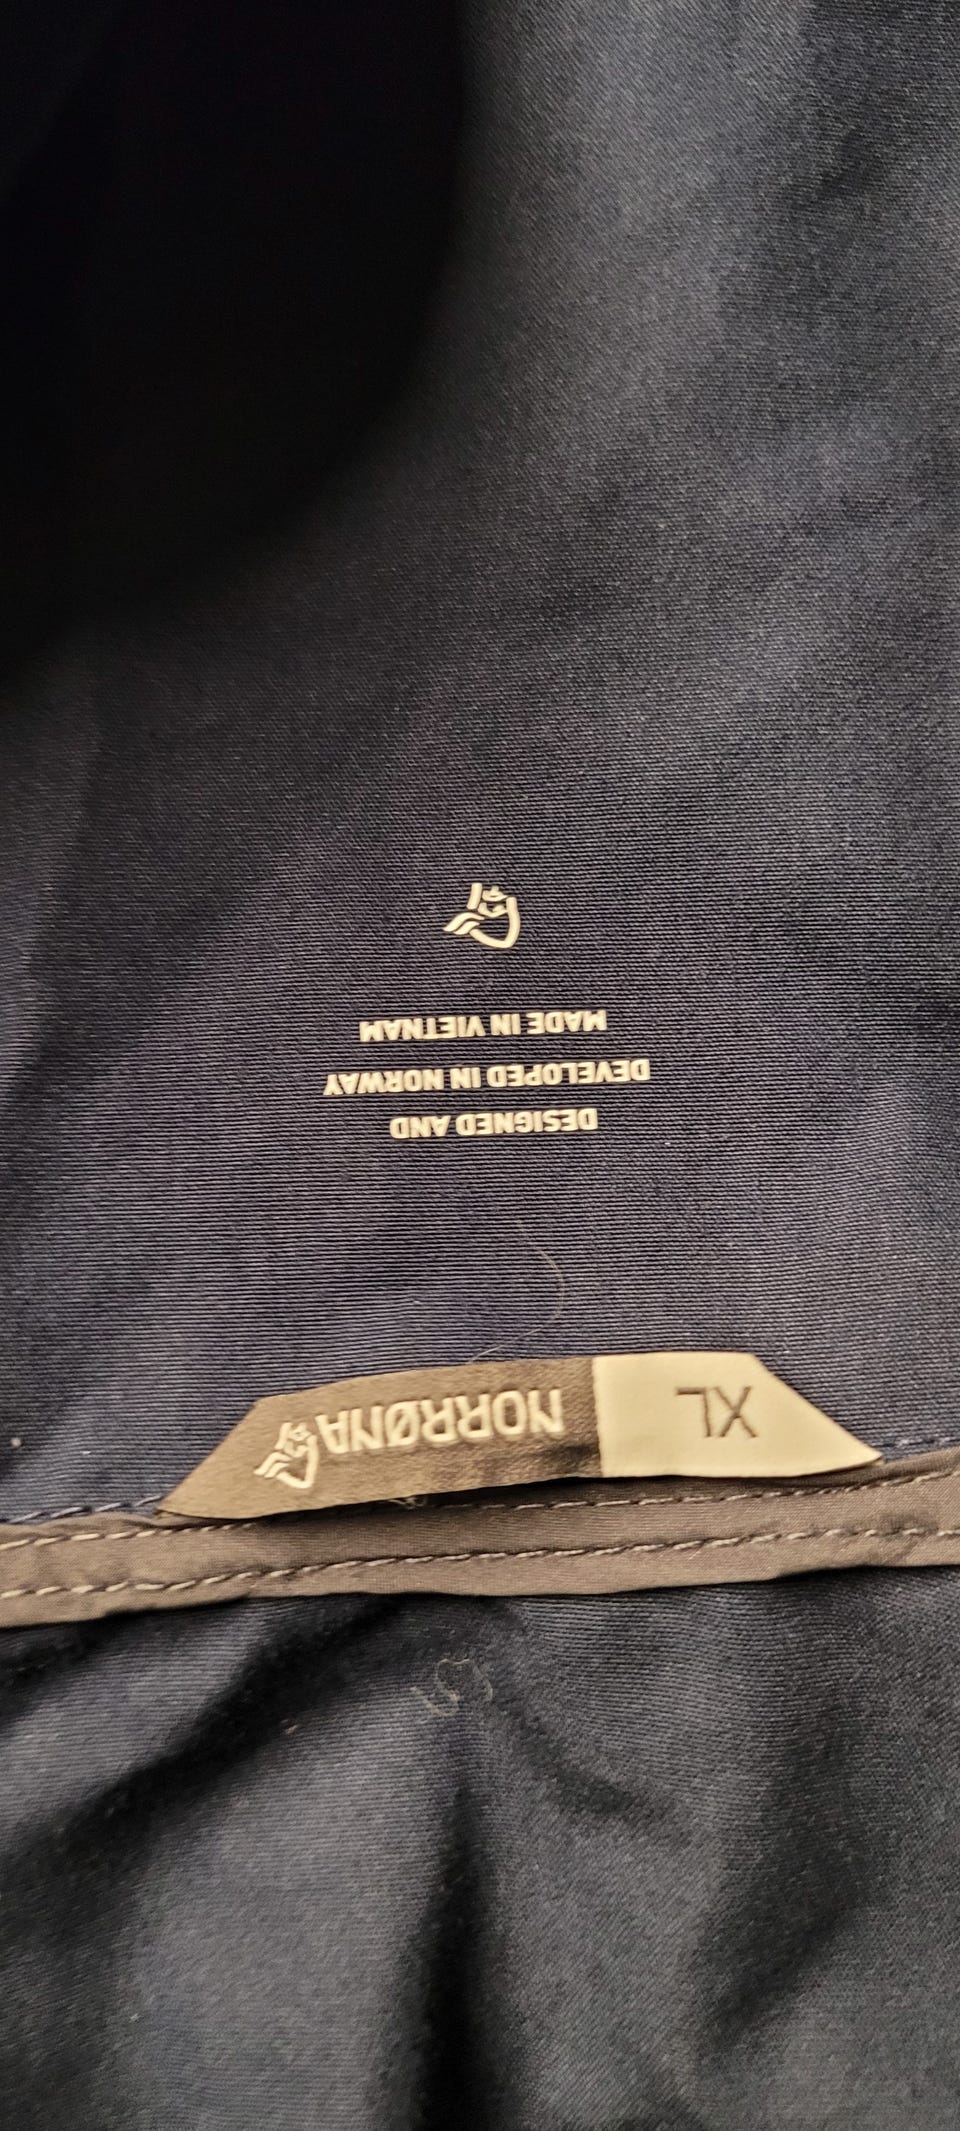 NORRØNA XL
DESIGNED AND
DEVELOPED IN NORWAY
MADE IN VIETNAM